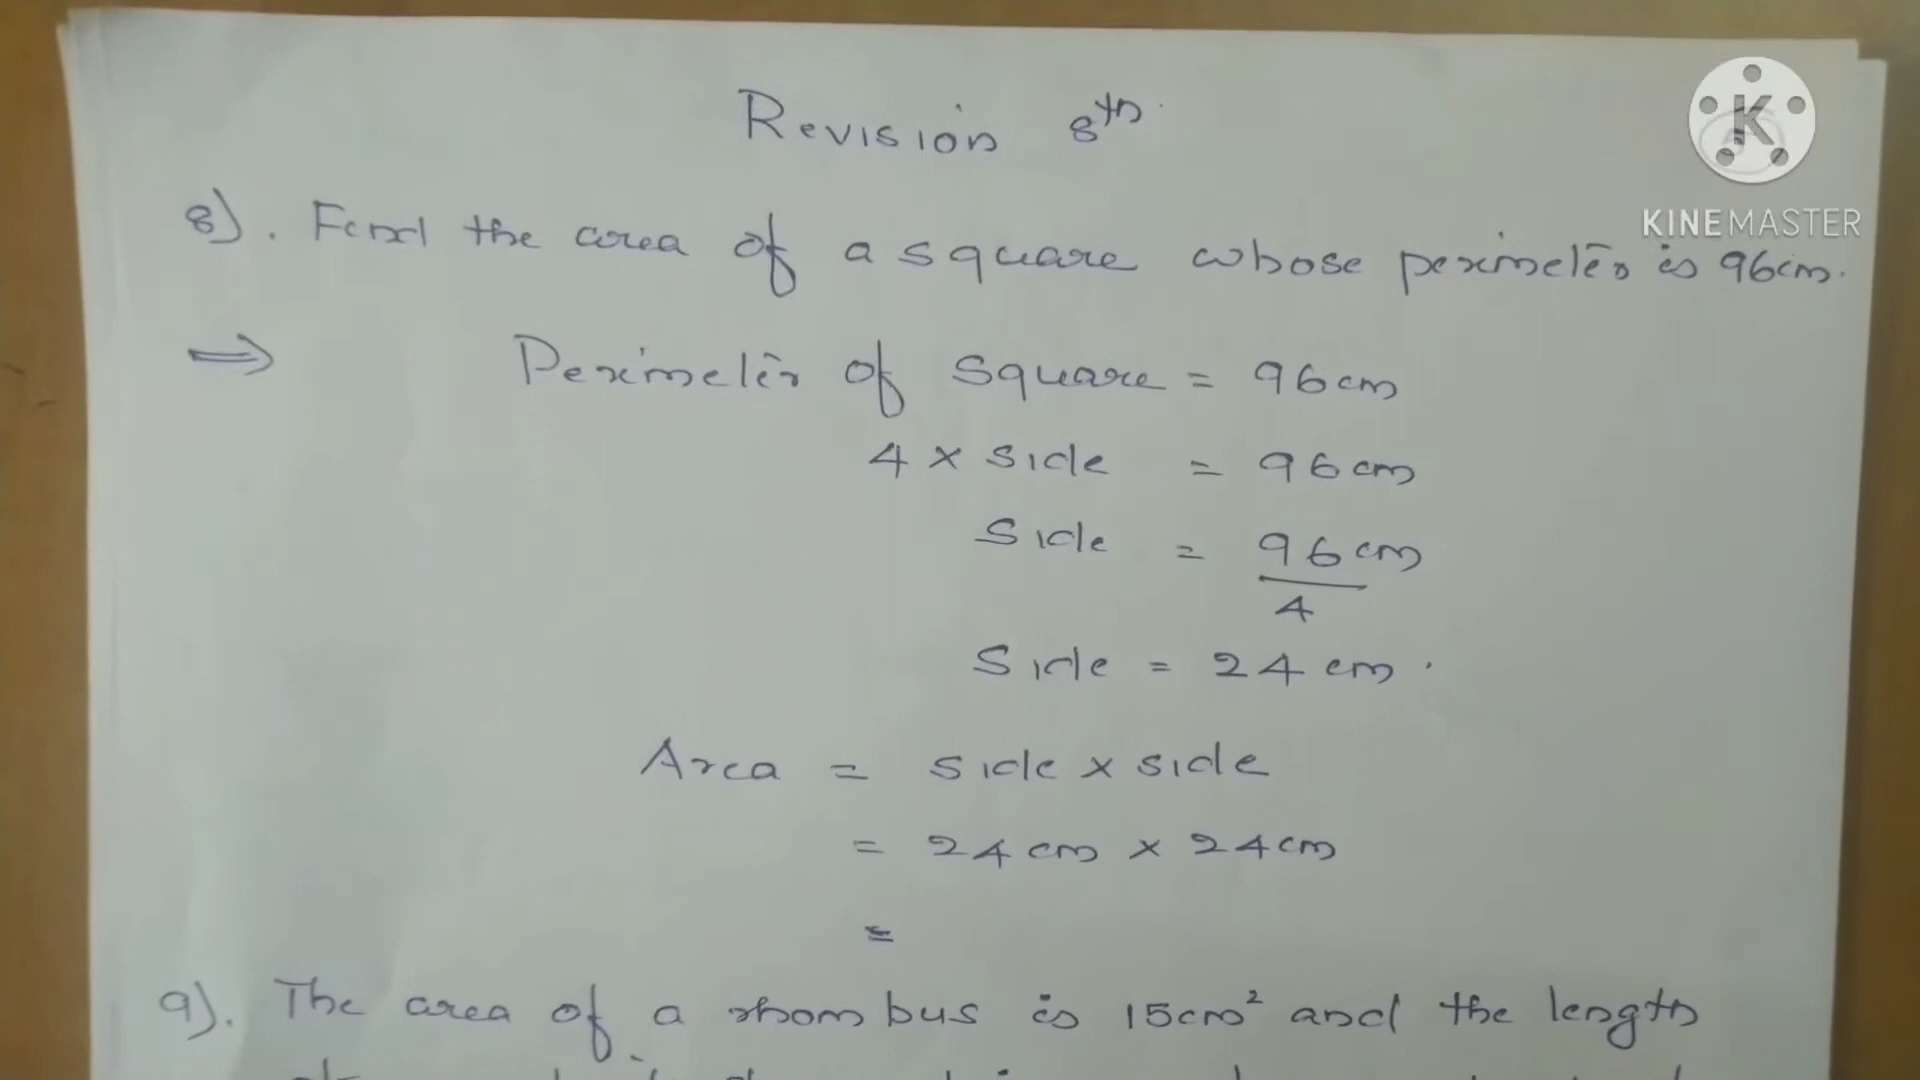 Revision 8th
K
KINEMASTER
8). Find the area of a square whose perimeter is 96cm.
⇒ Perimeter of Square = 96cm
4 × side = 96cm
Side = 96cm
4
Side = 24cm.
Area = side × side
= 24cm × 24cm
=
9). The area of a rhombus is 15cm² and the length